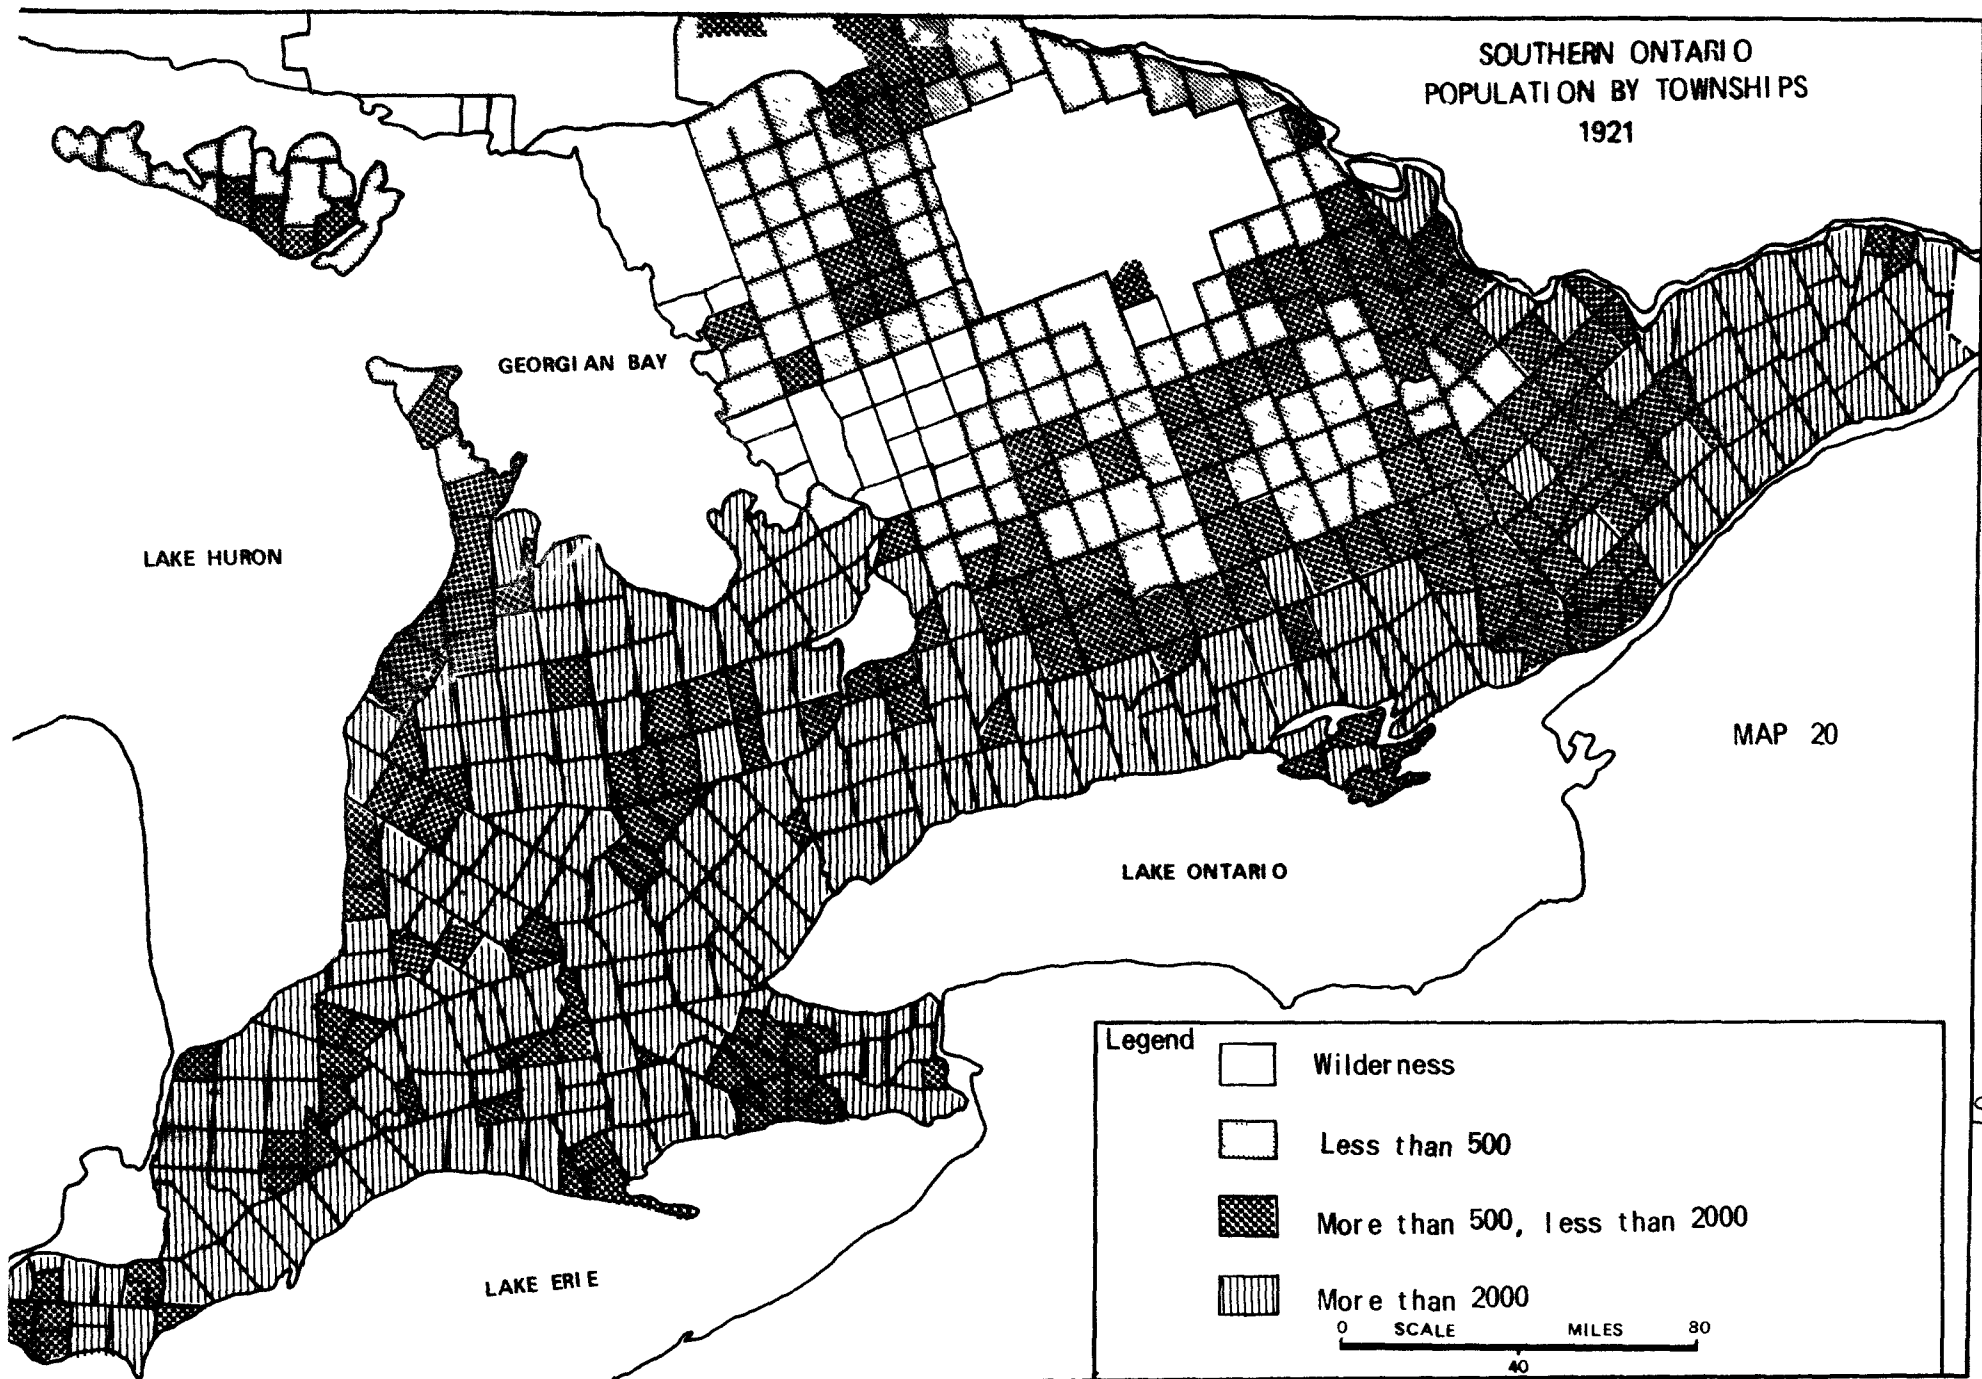 SOUTHERN ONTARIO
POPULATION BY TOWNSHIPS
1921
GEORGIAN BAY
LAKE HURON
MAP 20
LAKE ONTARIO
LAKE ERIE
Legend
Wilderness
Less than 500
More than 500, less than 2000
More than 2000
0 SCALE MILES 80
40